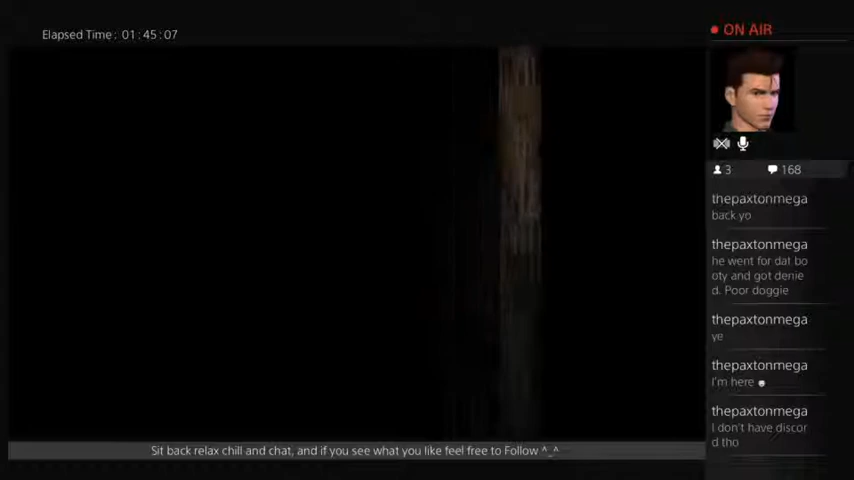 Elapsed Time : 01:45:07
ON AIR
3 168
thepaxtonmega
back yo
thepaxtonmega
he went for dat bo
oty and got denie
d. Poor doggie
thepaxtonmega
ye
thepaxtonmega
I'm here
thepaxtonmega
I don't have discor
d tho
Sit back relax chill and chat, and if you see what you like feel free to Follow ^_^